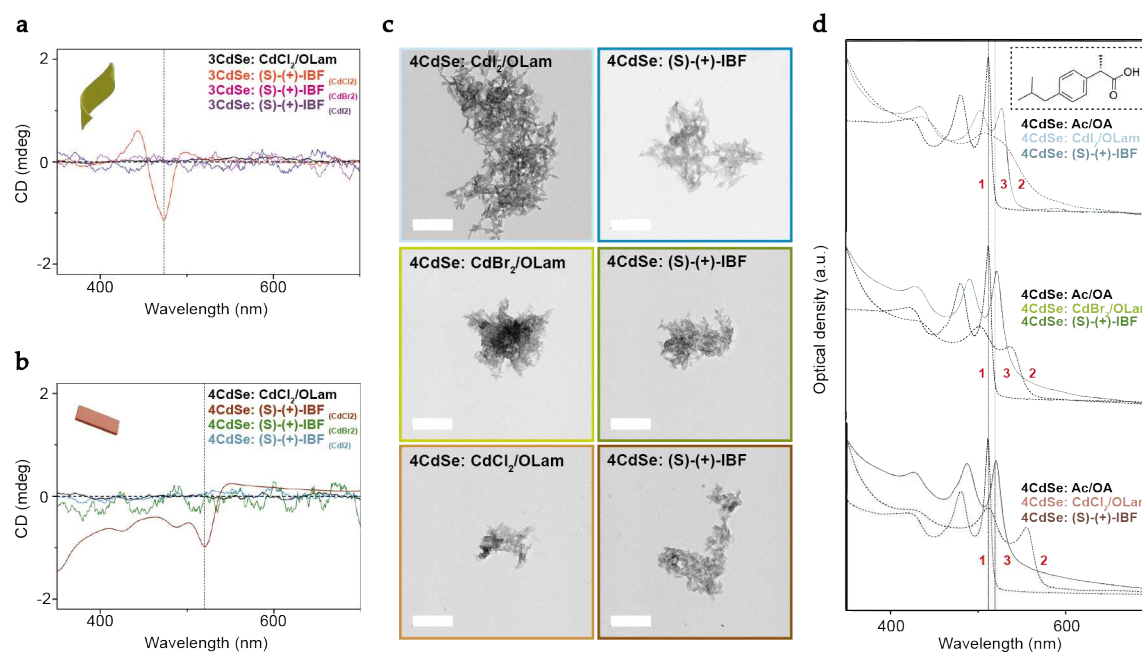 a
2
0
-2
CD (mdeg)
400
600
Wavelength (nm)
3CdSe: CdCl2/OLam
3CdSe: (S)-(+)-IBF (CdCl2)
3CdSe: (S)-(+)-IBF (CdBr2)
3CdSe: (S)-(+)-IBF (CdI2)
b
2
0
-2
CD (mdeg)
400
600
Wavelength (nm)
4CdSe: CdCl2/OLam
4CdSe: (S)-(+)-IBF (CdCl2)
4CdSe: (S)-(+)-IBF (CdBr2)
4CdSe: (S)-(+)-IBF (CdI2)
c
4CdSe: CdI2/OLam
4CdSe: (S)-(+)-IBF
4CdSe: CdBr2/OLam
4CdSe: (S)-(+)-IBF
4CdSe: CdCl2/OLam
4CdSe: (S)-(+)-IBF
d
Optical density (a.u.)
OH
O
4CdSe: Ac/OA
4CdSe: CdI2/OLam
4CdSe: (S)-(+)-IBF
1 3 2
4CdSe: Ac/OA
4CdSe: CdBr2/OLam
4CdSe: (S)-(+)-IBF
1 3 2
4CdSe: Ac/OA
4CdSe: CdCl2/OLam
4CdSe: (S)-(+)-IBF
1 3 2
400
600
Wavelength (nm)